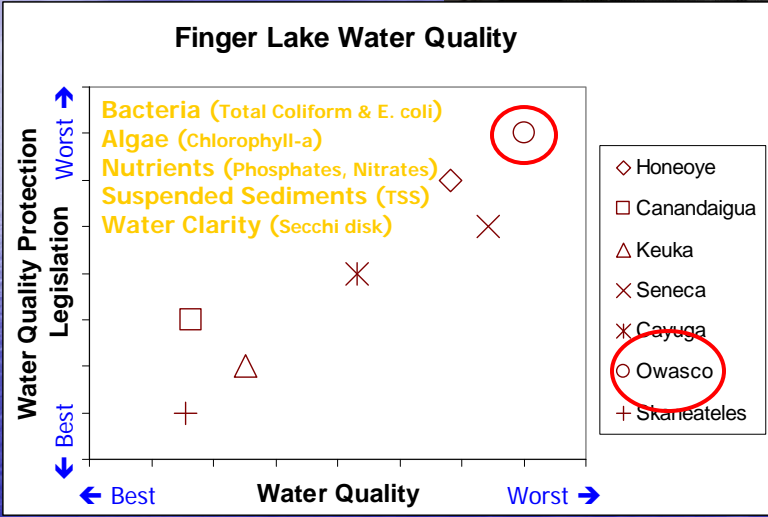 Finger Lake Water Quality
Bacteria (Total Coliform & E. coli)
Algae (Chlorophyll-a)
Nutrients (Phosphates, Nitrates)
Suspended Sediments (TSS)
Water Clarity (Secchi disk)
Water Quality Protection
Legislation
Worst →
← Best
← Best
Water Quality
Worst →
Honeoye
Canandaigua
Keuka
Seneca
Cayuga
Owasco
Skaneateles